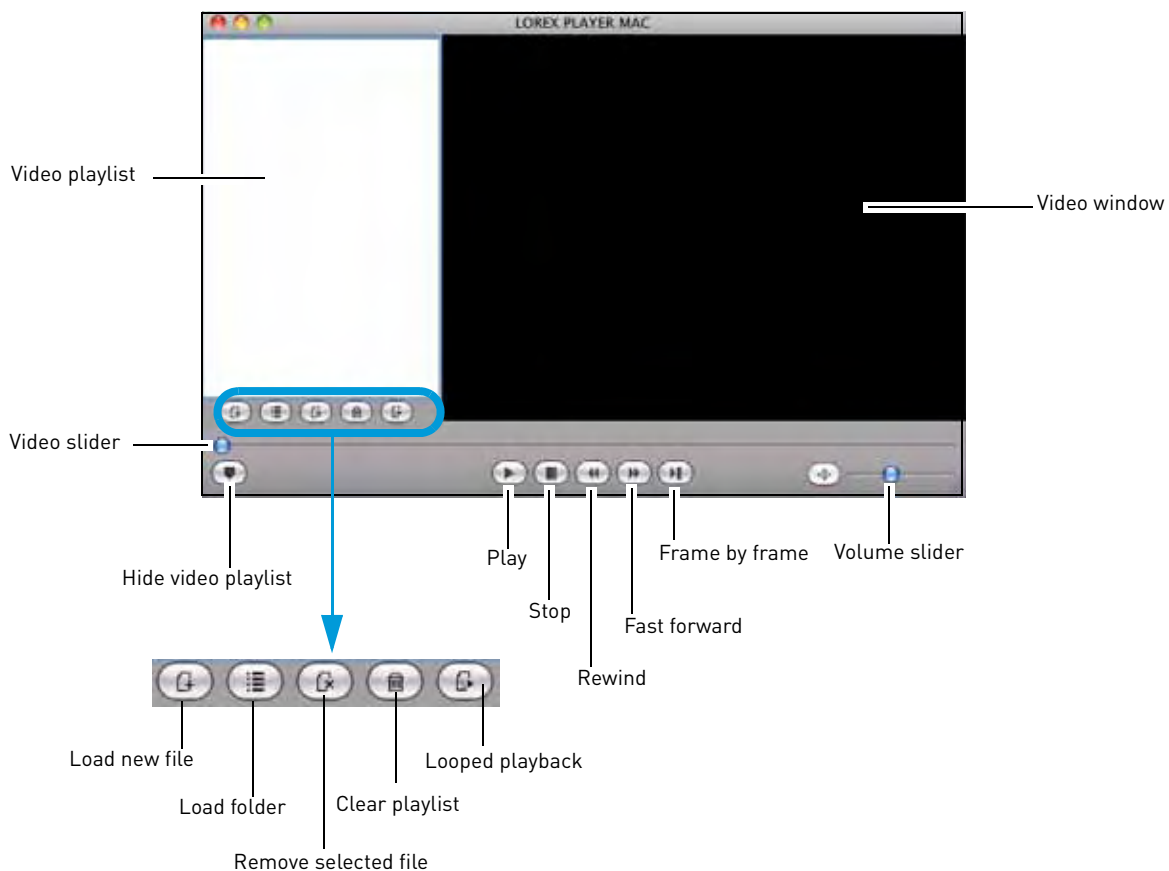 LOREX PLAYER MAC
Video playlist
Video window
Video slider
Play
Frame by frame
Volume slider
Hide video playlist
Stop
Fast forward
Rewind
Load new file
Looped playback
Load folder
Clear playlist
Remove selected file